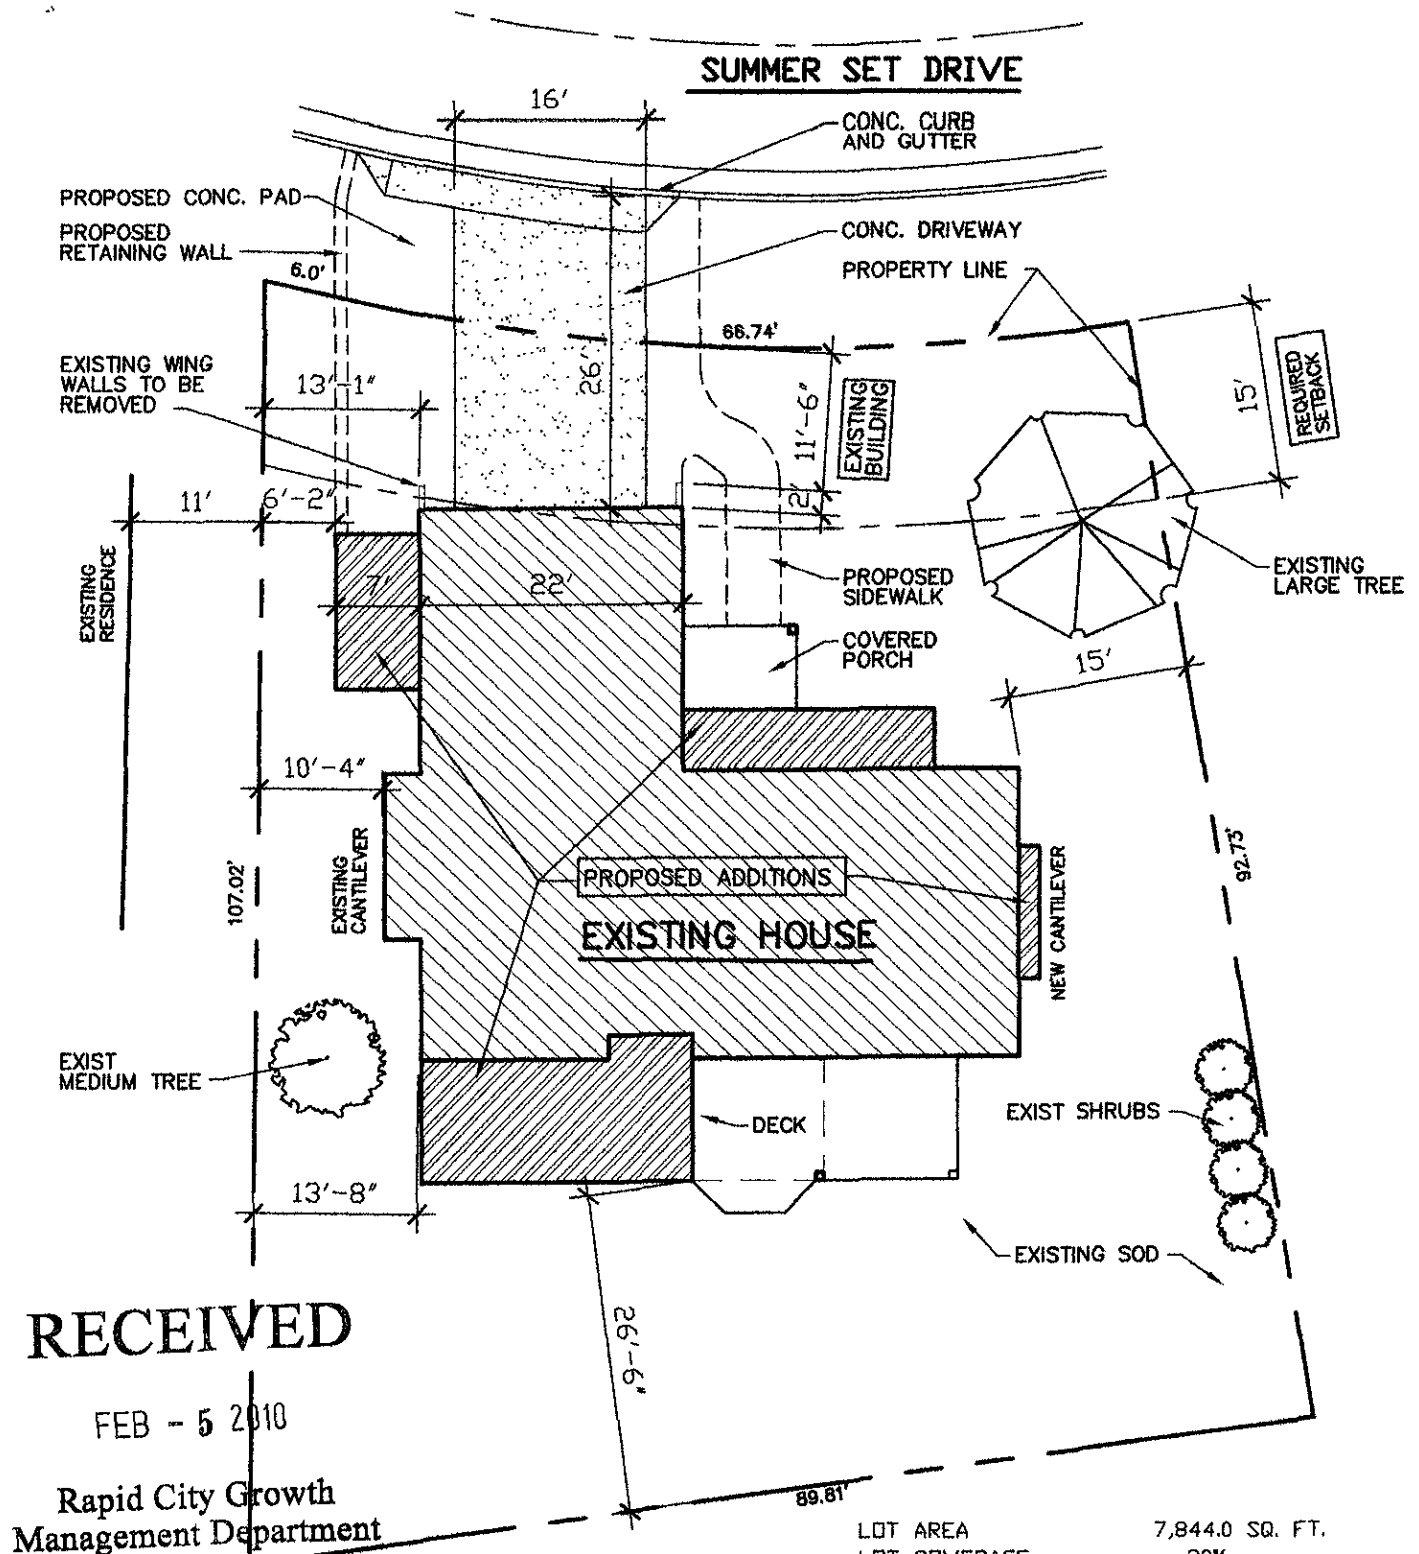 SUMMER SET DRIVE
16'
CONC. CURB
AND GUTTER
PROPOSED CONC. PAD
PROPOSED
RETAINING WALL
CONC. DRIVEWAY
PROPERTY LINE
6.0'
66.74'
EXISTING WING
WALLS TO BE
REMOVED
13'-1"
26'
11'-6"
EXISTING
BUILDING
15'
REQUIRED
SETBACK
11'
6'-2"
2'
EXISTING
RESIDENCE
7'
22'
PROPOSED
SIDEWALK
EXISTING
LARGE TREE
COVERED
PORCH
15'
10'-4"
107.02'
EXISTING
CANTILEVER
PROPOSED ADDITIONS
EXISTING HOUSE
NEW CANTILEVER
92.73'
EXIST
MEDIUM TREE
DECK
EXIST SHRUBS
13'-8"
EXISTING SOD
26'-6"
RECEIVED
FEB - 5 2010
Rapid City Growth
Management Department
89.81'
LOT AREA 7,844.0 SQ. FT.
LOT COVERAGE